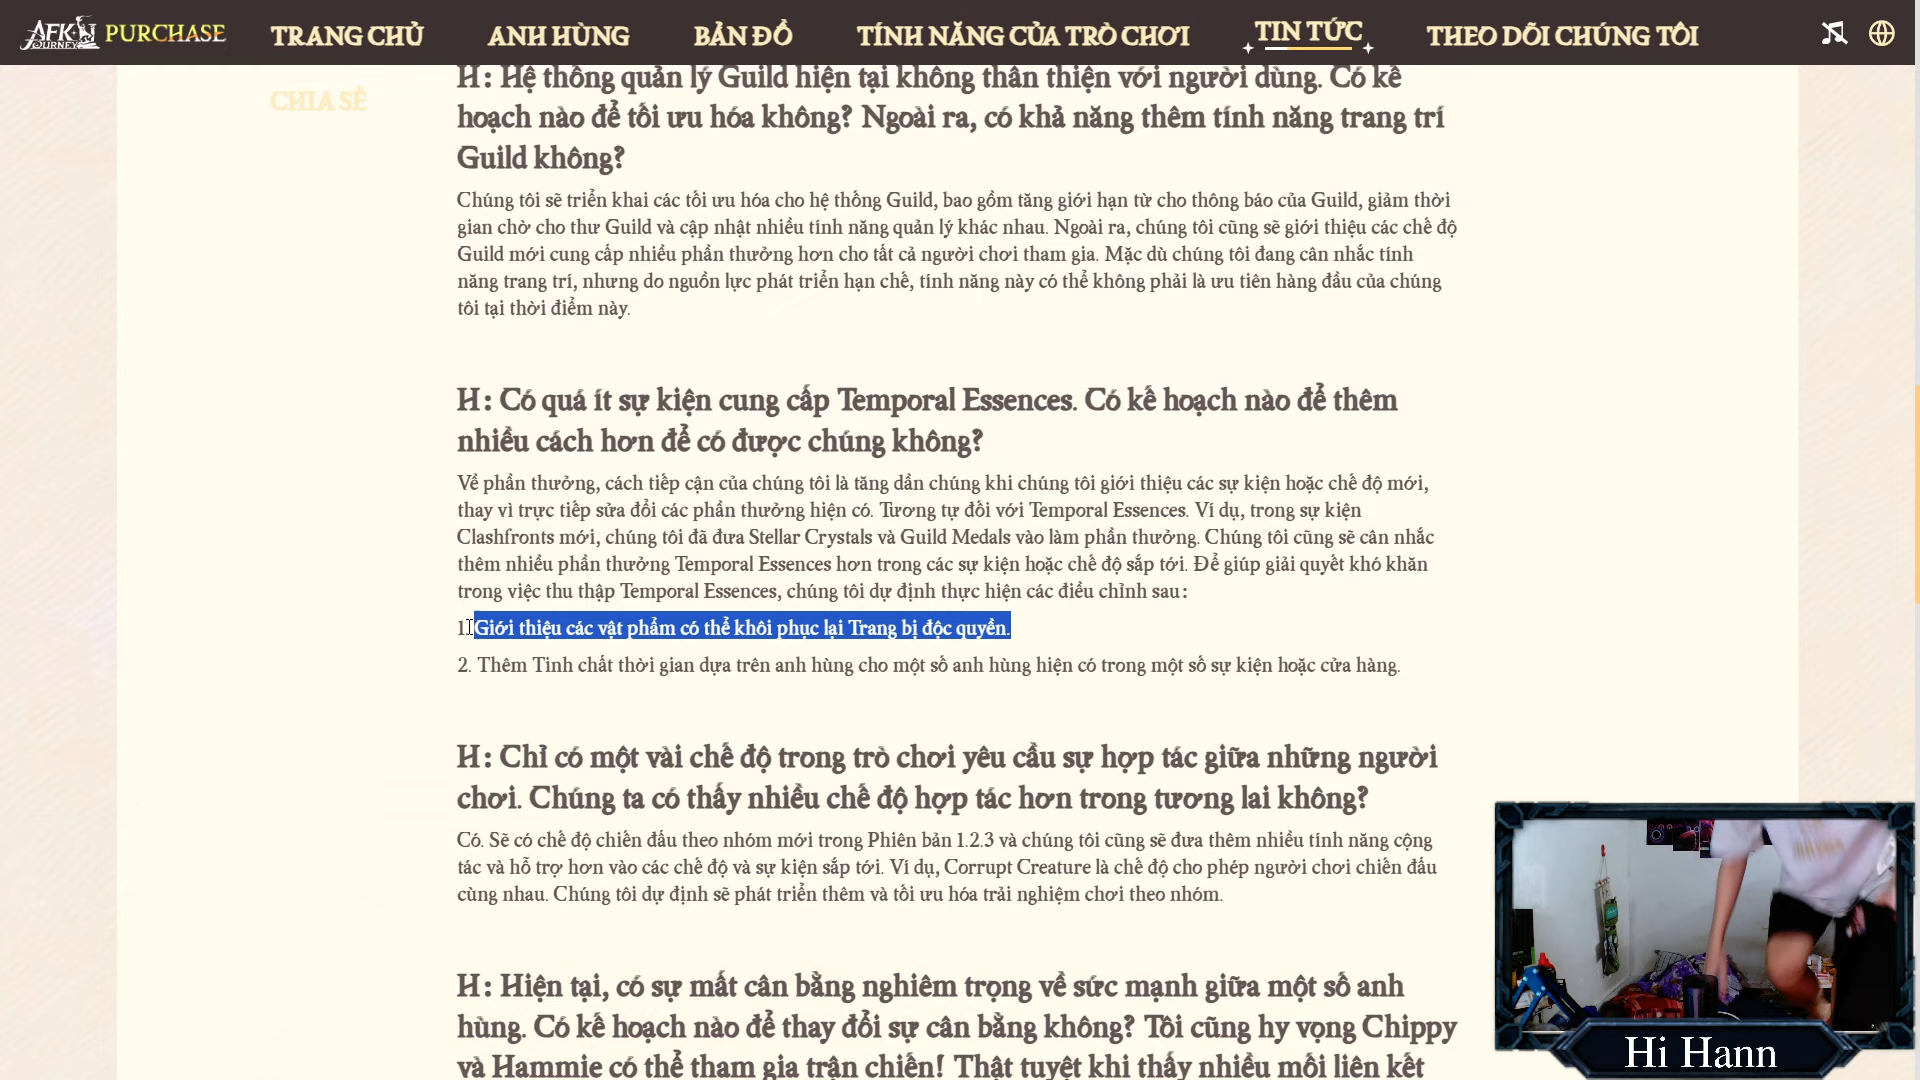 AFK JOURNEY PURCHASE TRANG CHỦ ANH HÙNG BẢN ĐỒ TÍNH NĂNG CỦA TRÒ CHƠI TIN TỨC THEO DÕI CHÚNG TÔI
CHIA SẺ
H: Hệ thống quản lý Guild hiện tại không thân thiện với người dùng. Có kế
hoạch nào để tối ưu hóa không? Ngoài ra, có khả năng thêm tính năng trang trí
Guild không?
Chúng tôi sẽ triển khai các tối ưu hóa cho hệ thống Guild, bao gồm tăng giới hạn từ cho thông báo của Guild, giảm thời
gian chờ cho thư Guild và cập nhật nhiều tính năng quản lý khác nhau. Ngoài ra, chúng tôi cũng sẽ giới thiệu các chế độ
Guild mới cung cấp nhiều phần thưởng hơn cho tất cả người chơi tham gia. Mặc dù chúng tôi đang cân nhắc tính
năng trang trí, nhưng do nguồn lực phát triển hạn chế, tính năng này có thể không phải là ưu tiên hàng đầu của chúng
tôi tại thời điểm này.
H: Có quá ít sự kiện cung cấp Temporal Essences. Có kế hoạch nào để thêm
nhiều cách hơn để có được chúng không?
Về phần thưởng, cách tiếp cận của chúng tôi là tăng dần chúng khi chúng tôi giới thiệu các sự kiện hoặc chế độ mới,
thay vì trực tiếp sửa đổi các phần thưởng hiện có. Tương tự đối với Temporal Essences. Ví dụ, trong sự kiện
Clashfronts mới, chúng tôi đã đưa Stellar Crystals và Guild Medals vào làm phần thưởng. Chúng tôi cũng sẽ cân nhắc
thêm nhiều phần thưởng Temporal Essences hơn trong các sự kiện hoặc chế độ sắp tới. Để giúp giải quyết khó khăn
trong việc thu thập Temporal Essences, chúng tôi dự định thực hiện các điều chỉnh sau:
1. Giới thiệu các vật phẩm có thể khôi phục lại Trang bị độc quyền.
2. Thêm Tinh chất thời gian dựa trên anh hùng cho một số anh hùng hiện có trong một số sự kiện hoặc cửa hàng.
H: Chỉ có một vài chế độ trong trò chơi yêu cầu sự hợp tác giữa những người
chơi. Chúng ta có thấy nhiều chế độ hợp tác hơn trong tương lai không?
Có. Sẽ có chế độ chiến đấu theo nhóm mới trong Phiên bản 1.2.3 và chúng tôi cũng sẽ đưa thêm nhiều tính năng cộng
tác và hỗ trợ hơn vào các chế độ và sự kiện sắp tới. Ví dụ, Corrupt Creature là chế độ cho phép người chơi chiến đấu
cùng nhau. Chúng tôi dự định sẽ phát triển thêm và tối ưu hóa trải nghiệm chơi theo nhóm.
H: Hiện tại, có sự mất cân bằng nghiêm trọng về sức mạnh giữa một số anh
hùng. Có kế hoạch nào để thay đổi sự cân bằng không? Tôi cũng hy vọng Chippy
và Hammie có thể tham gia trận chiến! Thật tuyệt khi thấy nhiều mối liên kết
Hi Hann